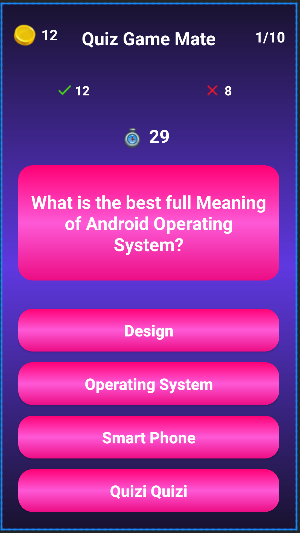 12
Quiz Game Mate
1/10
12
8
29
What is the best full Meaning
of Android Operating
System?
Design
Operating System
Smart Phone
Quizi Quizi